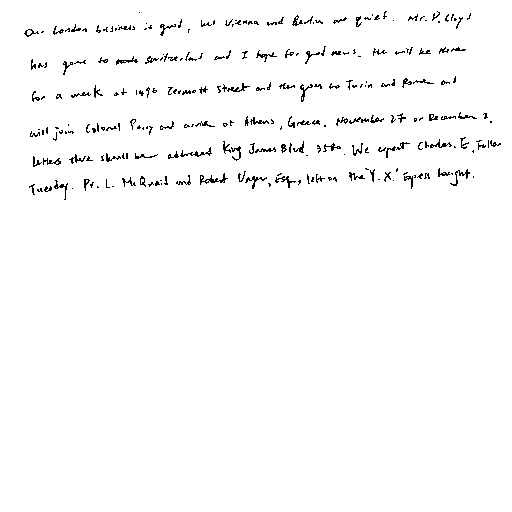 Our London business is good, but Vienna and Berlin are quiet. Mr. D. Lloyd
has gone to Switzerland and I hope for good news. He will be there
for a week at 1496 Zermott Street and then goes to Turin and Rome and
will join Colonel Parry and arrive at Athens, Greece, November 27 or December 2.
Letters there should be addressed King James Blvd. 3580. We expect Charles E. Fuller
Tuesday. Dr. L. McQuaid and Robert Unger, Esq., left on the "Y. X." Express tonight.